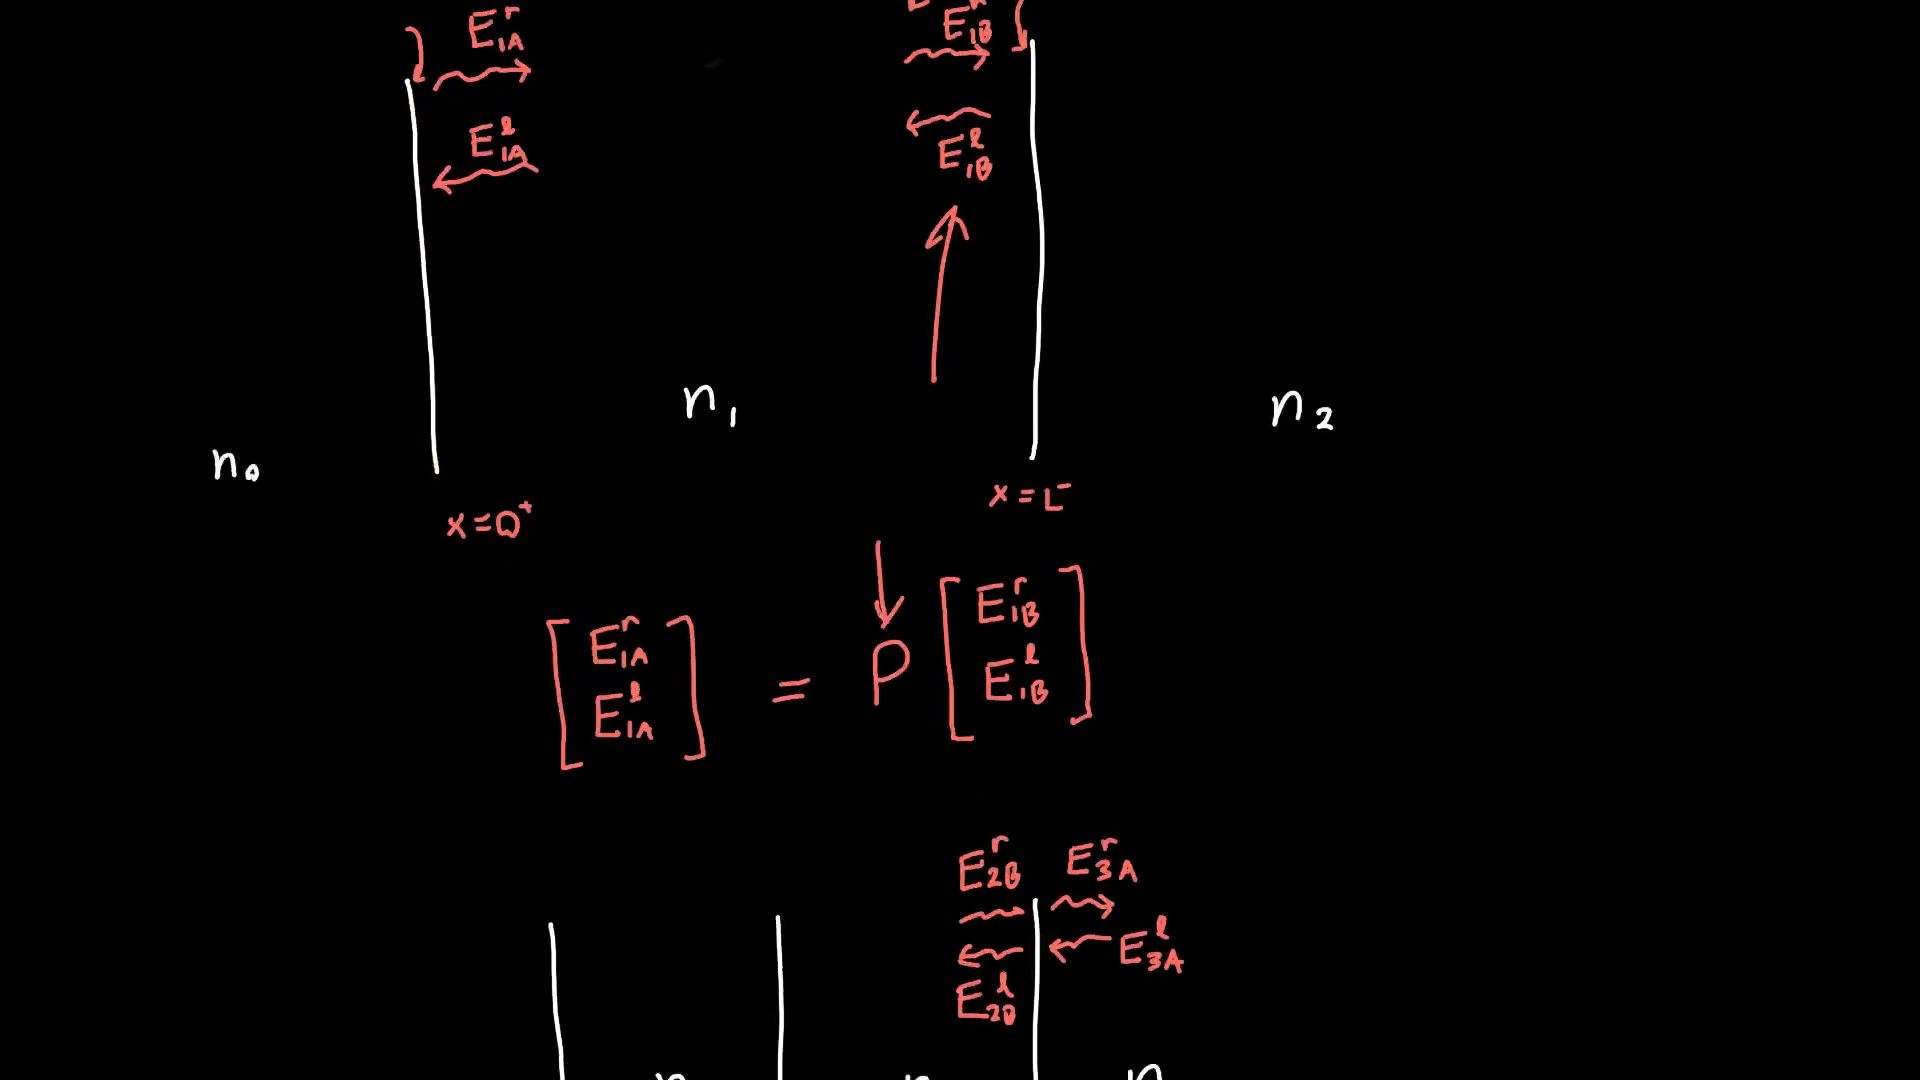 E^r_1A E^r_1B
E^l_1A E^l_1B
n_1 n_2
n_0
x=0^+ x=L^-
[E^r_1A E^l_1A] = P [E^r_1B E^l_1B]
E^r_2B E^r_3A
E^l_3A
E^l_2B
n n n